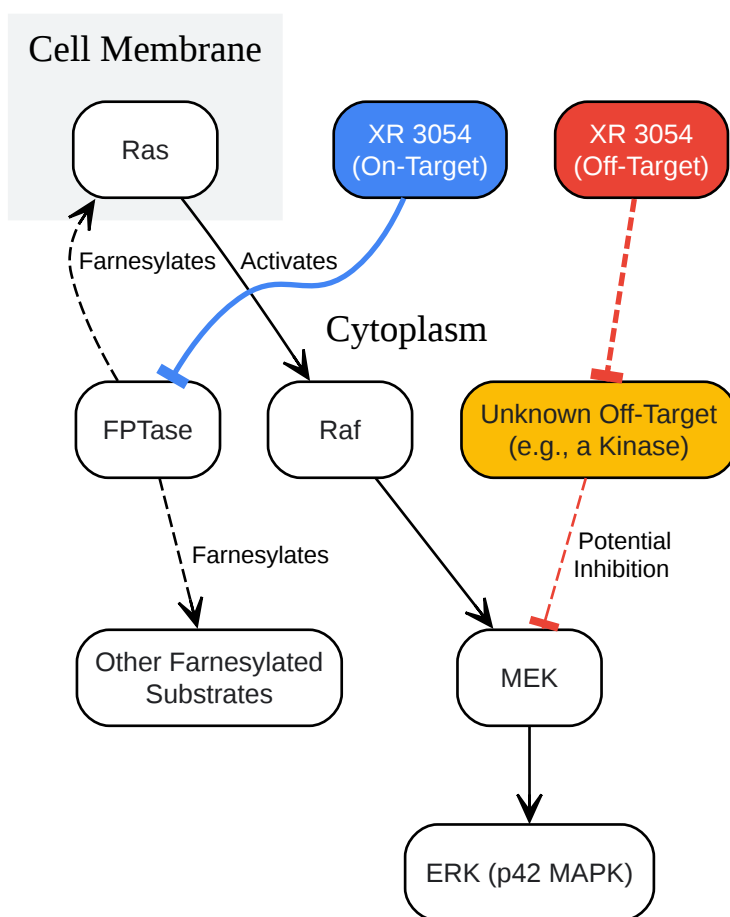 Cell Membrane
Ras
XR 3054
(On-Target)
XR 3054
(Off-Target)
Farnesylates
Activates
Cytoplasm
FPTase
Raf
Unknown Off-Target
(e.g., a Kinase)
Farnesylates
Potential
Inhibition
Other Farnesylated
Substrates
MEK
ERK (p42 MAPK)